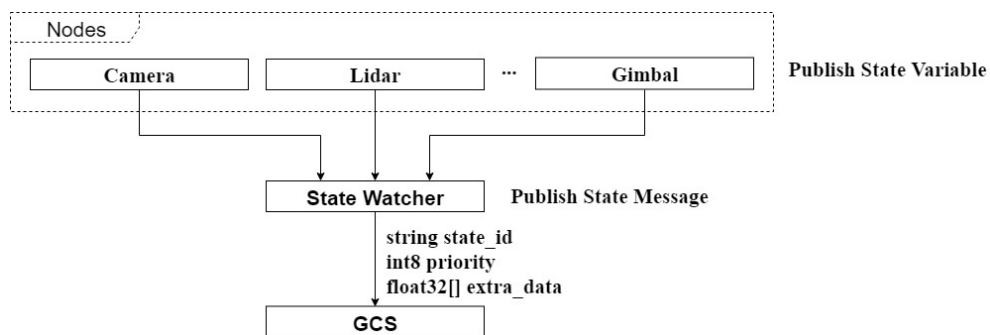 Nodes
Camera
Lidar
...
Gimbal
Publish State Variable
State Watcher
Publish State Message
string state_id
int8 priority
float32[] extra_data
GCS